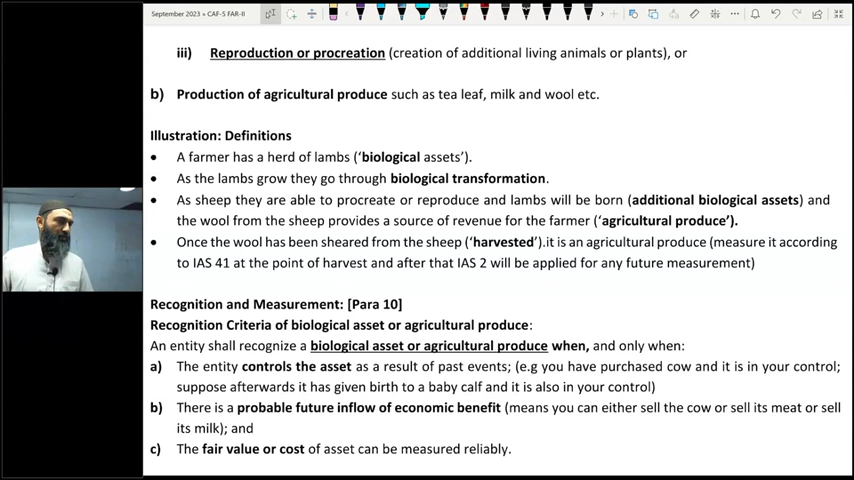 September 2023 » CAF-5 FAR-II
iii) Reproduction or procreation (creation of additional living animals or plants), or
b) Production of agricultural produce such as tea leaf, milk and wool etc.
Illustration: Definitions
• A farmer has a herd of lambs (‘biological assets’).
• As the lambs grow they go through biological transformation.
• As sheep they are able to procreate or reproduce and lambs will be born (additional biological assets) and
the wool from the sheep provides a source of revenue for the farmer (‘agricultural produce’).
• Once the wool has been sheared from the sheep (‘harvested’).it is an agricultural produce (measure it according
to IAS 41 at the point of harvest and after that IAS 2 will be applied for any future measurement)
Recognition and Measurement: [Para 10]
Recognition Criteria of biological asset or agricultural produce:
An entity shall recognize a biological asset or agricultural produce when, and only when:
a) The entity controls the asset as a result of past events; (e.g you have purchased cow and it is in your control;
suppose afterwards it has given birth to a baby calf and it is also in your control)
b) There is a probable future inflow of economic benefit (means you can either sell the cow or sell its meat or sell
its milk); and
c) The fair value or cost of asset can be measured reliably.